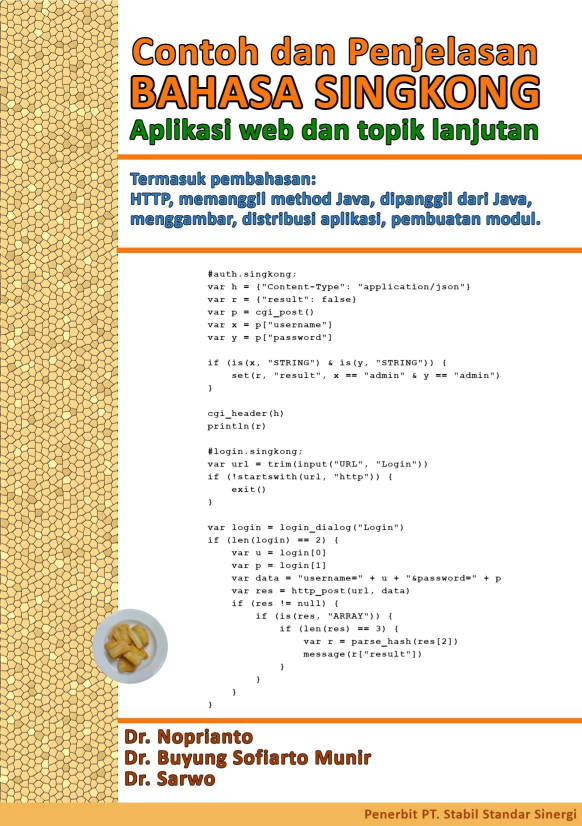 Contoh dan Penjelasan
BAHASA SINGKONG
Aplikasi web dan topik lanjutan
Termasuk pembahasan:
HTTP, memanggil method Java, dipanggil dari Java,
menggambar, distribusi aplikasi, pembuatan modul.
#auth.singkong;
var h = {"Content-Type": "application/json"}
var r = {"result": false}
var p = cgi_post()
var x = p["username"]
var y = p["password"]
if (is(x, "STRING") & is(y, "STRING")) {
    set(r, "result", x == "admin" & y == "admin")
}
cgi_header(h)
println(r)
#login.singkong;
var url = trim(input("URL", "Login"))
if (!startswith(url, "http")) {
    exit()
}
var login = login_dialog("Login")
if (len(login) == 2) {
    var u = login[0]
    var p = login[1]
    var data = "username=" + u + "&password=" + p
    var res = http_post(url, data)
    if (res != null) {
        if (is(res, "ARRAY")) {
            if (len(res) == 3) {
                var r = parse_hash(res[2])
                message(r["result"])
            }
        }
    }
}
Dr. Noprianto
Dr. Buyung Sofiarto Munir
Dr. Sarwo
Penerbit PT. Stabil Standar Sinergi